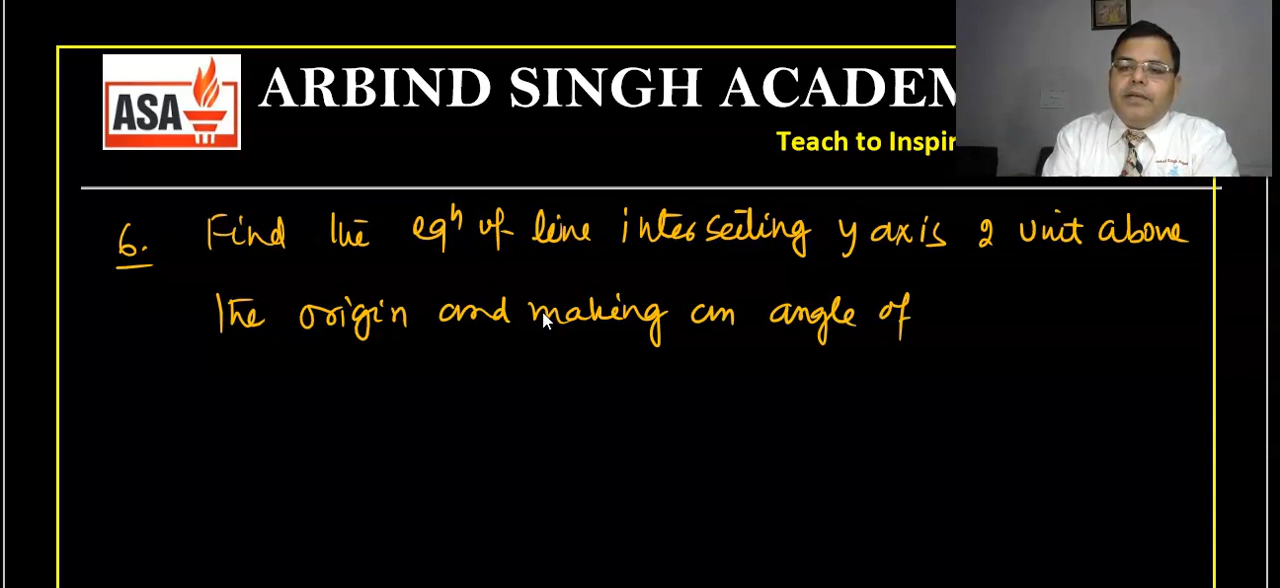 ASA
ARBIND SINGH ACADEM
Teach to Inspir
6. Find the eqn of line interseiting y axis 2 unit above
the origin and making an angle of